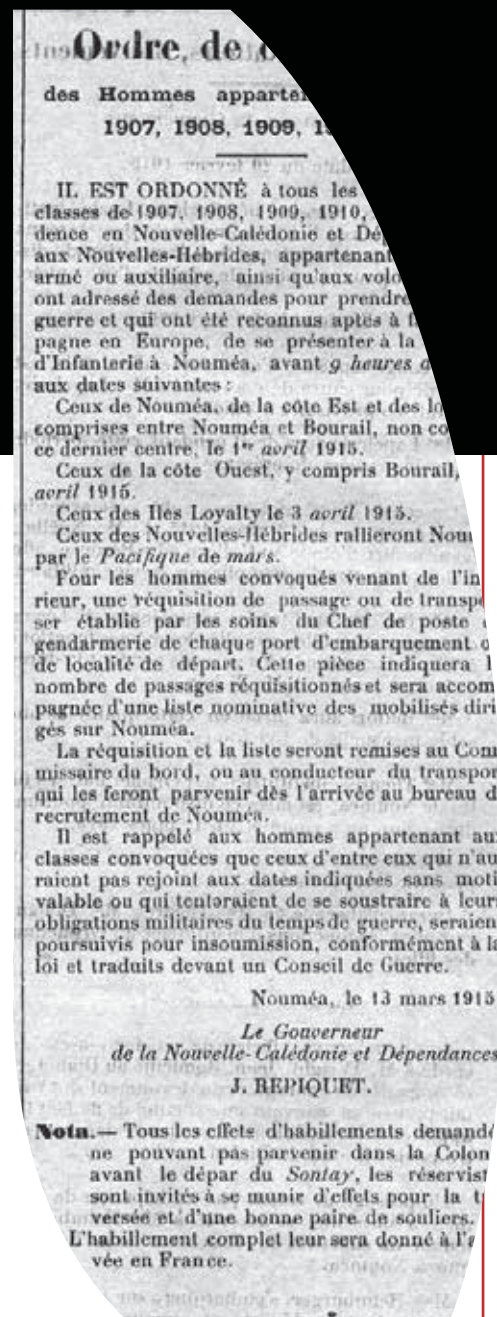 Ordre, de
des Hommes apparte
1907, 1908, 1909, 19
IL EST ORDONNÉ à tous les
classes de 1907, 1908, 1909, 1910,
dence en Nouvelle-Calédonie et Dép
aux Nouvelles-Hébrides, appartenant
armé ou auxiliaire, ainsi qu'aux volo
ont adressé des demandes pour prendre
guerre et qui ont été reconnus aptes à
pagne en Europe, de se présenter à la
d'Infanterie à Nouméa, avant 9 heures
aux dates suivantes :
Ceux de Nouméa, de la côte Est et des lo
comprises entre Nouméa et Bourail, non co
ce dernier centre, le 1er avril 1915.
Ceux de la côte Ouest, y compris Bourail,
avril 1915.
Ceux des Iles Loyalty le 3 avril 1915.
Ceux des Nouvelles-Hébrides rallieront Nou
par le Pacifique de mars.
Four les hommes convoqués venant de l'in
rieur, une réquisition de passage ou de transpo
ser établie par les soins du Chef de poste
gendarmerie de chaque port d'embarquement o
de localité de départ. Cette pièce indiquera l
nombre de passages réquisitionnés et sera accom
pagnée d'une liste nominative des mobilisés diri
gés sur Nouméa.
La réquisition et la liste seront remises au Com
missaire du bord, ou au conducteur du transpor
qui les feront parvenir dès l'arrivée au bureau d
recrutement de Nouméa.
Il est rappelé aux hommes appartenant aux
classes convoquées que ceux d'entre eux qui n'au
raient pas rejoint aux dates indiquées sans moti
valable ou qui tenteraient de se soustraire à leurs
obligations militaires du temps de guerre, seraien
poursuivis pour insoumission, conformément à la
loi et traduits devant un Conseil de Guerre.
Nouméa, le 13 mars 1915
Le Gouverneur
de la Nouvelle-Calédonie et Dépendances
J. REPIQUET.
Nota.— Tous les effets d'habillements demandé
ne pouvant pas parvenir dans la Colon
avant le dépar du Sontay, les réservist
sont invités à se munir d'effets pour la t
versée et d'une bonne paire de souliers.
L'habillement complet leur sera donné à l'a
vée en France.